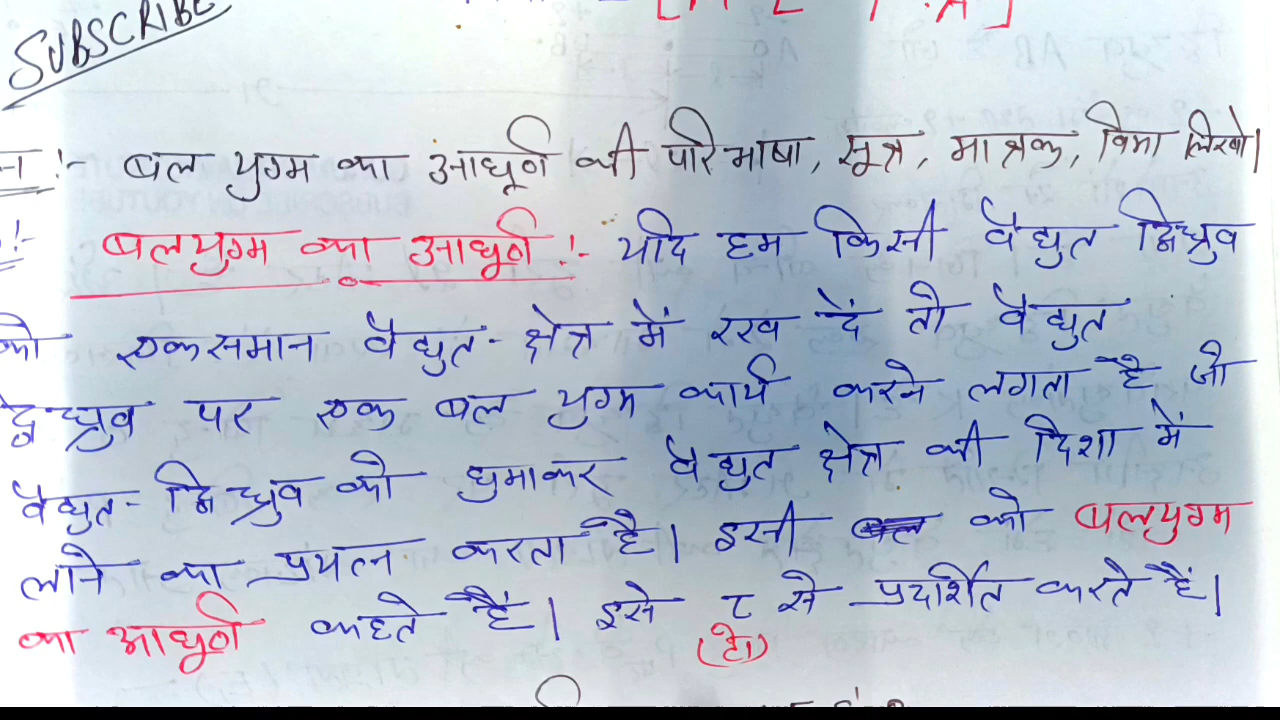 SUBSCRIBE
न !- बल युग्म का आघूर्ण की परिभाषा, सूत्र, मात्रक, विमा लिखो।
!- बलयुग्म का आघूर्ण !- यदि हम किसी वैद्युत द्विध्रुव
को एकसमान वैद्युत- क्षेत्र में रख दें तो वैद्युत
द्विध्रुव पर एक बल युग्म कार्य करने लगता है जो
वैद्युत- द्विध्रुव को घुमाकर वैद्युत क्षेत्र की दिशा में
लाने का प्रयत्न करता है। इसी बल को बलयुग्म
का आघूर्ण कहते हैं। इसे τ से प्रदर्शित करते हैं।
(टो)